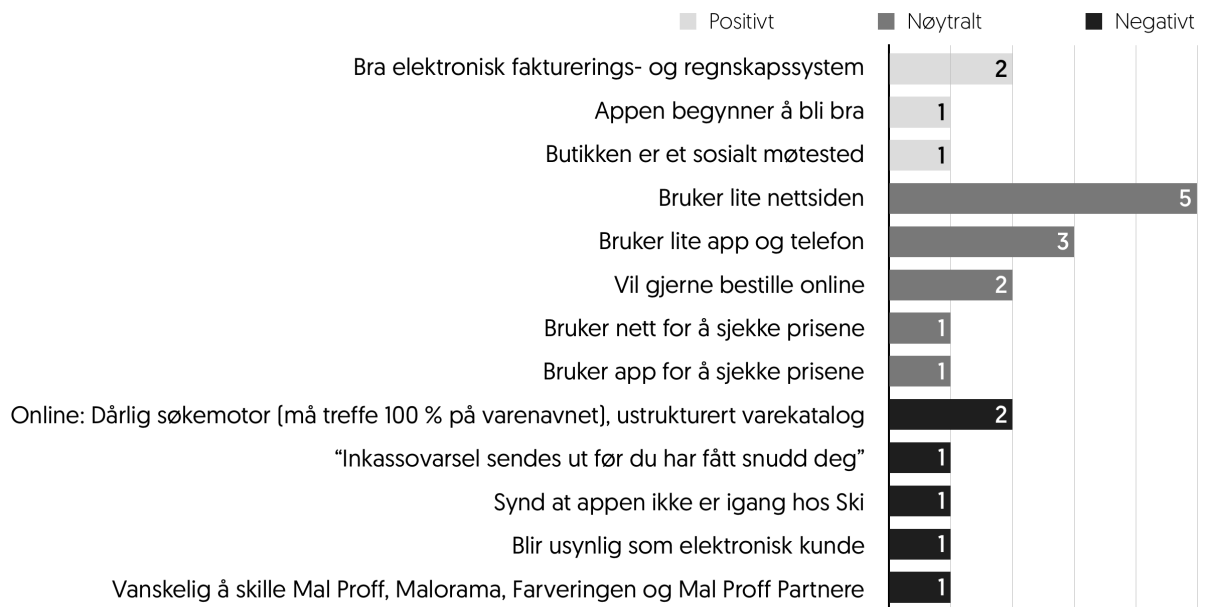 Positivt Nøytralt Negativt
Bra elektronisk fakturerings- og regnskapssystem 2
Appen begynner å bli bra 1
Butikken er et sosialt møtested 1
Bruker lite nettsiden 5
Bruker lite app og telefon 3
Vil gjerne bestille online 2
Bruker nett for å sjekke prisene 1
Bruker app for å sjekke prisene 1
Online: Dårlig søkemotor (må treffe 100 % på varenavnet), ustrukturert varekatalog 2
“Inkassovarsel sendes ut før du har fått snudd deg” 1
Synd at appen ikke er igang hos Ski 1
Blir usynlig som elektronisk kunde 1
Vanskelig å skille Mal Proff, Malorama, Farveringen og Mal Proff Partnere 1